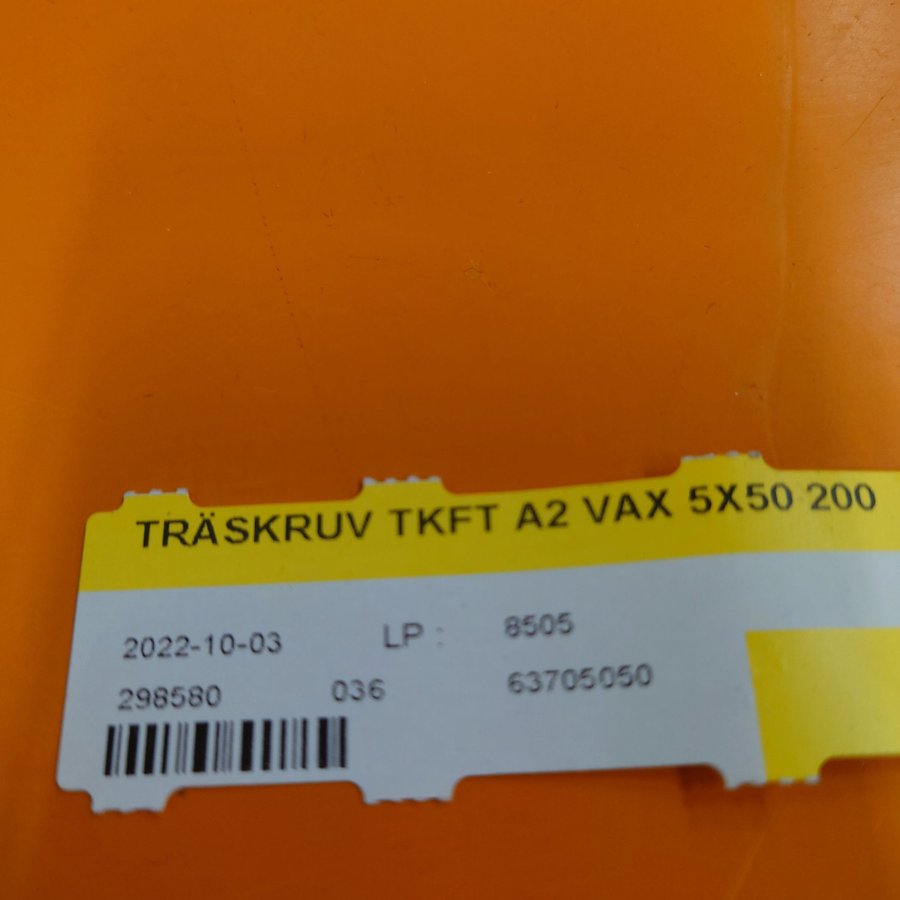 TRÄSKRUV TKFT A2 VAX 5X50 200
2022-10-03 LP : 8505
298580 036 63705050